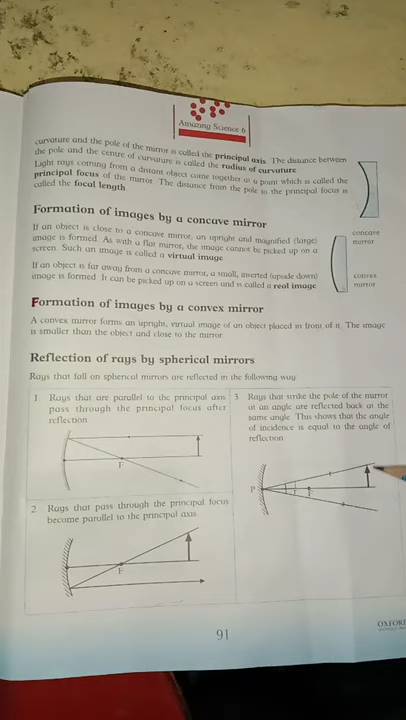 Amazing Science 6
curvature and the pole of the mirror is called the principal axis. The distance between
the pole and the centre of curvature is called the radius of curvature.
Light rays coming from a distant object come together at a point which is called the
principal focus of the mirror. The distance from the pole to the principal focus is
called the focal length.
Formation of images by a concave mirror
If an object is close to a concave mirror, an upright and magnified (large)
image is formed. As with a flat mirror, the image cannot be picked up on a
screen. Such an image is called a virtual image.
If an object is far away from a concave mirror, a small, inverted (upside down)
image is formed. It can be picked up on a screen and is called a real image.
concave
mirror
convex
mirror
Formation of images by a convex mirror
A convex mirror forms an upright, virtual image of an object placed in front of it. The image
is smaller than the object and close to the mirror.
Reflection of rays by spherical mirrors
Rays that fall on spherical mirrors are reflected in the following way:
1 Rays that are parallel to the principal axis
pass through the principal focus after
reflection.
F
2 Rays that pass through the principal focus
become parallel to the principal axis.
F
3 Rays that strike the pole of the mirror
at an angle are reflected back at the
same angle. This shows that the angle
of incidence is equal to the angle of
reflection.
P
F
91
OXFORD